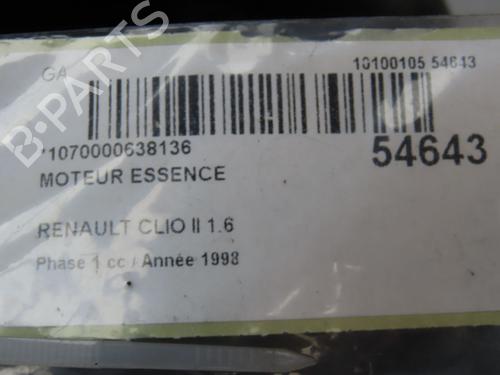 GA
10100105 54643
*1070000638136
54643
MOTEUR ESSENCE
RENAULT CLIO II 1.6
Phase 1 cc / Année 1998
B-PARTS